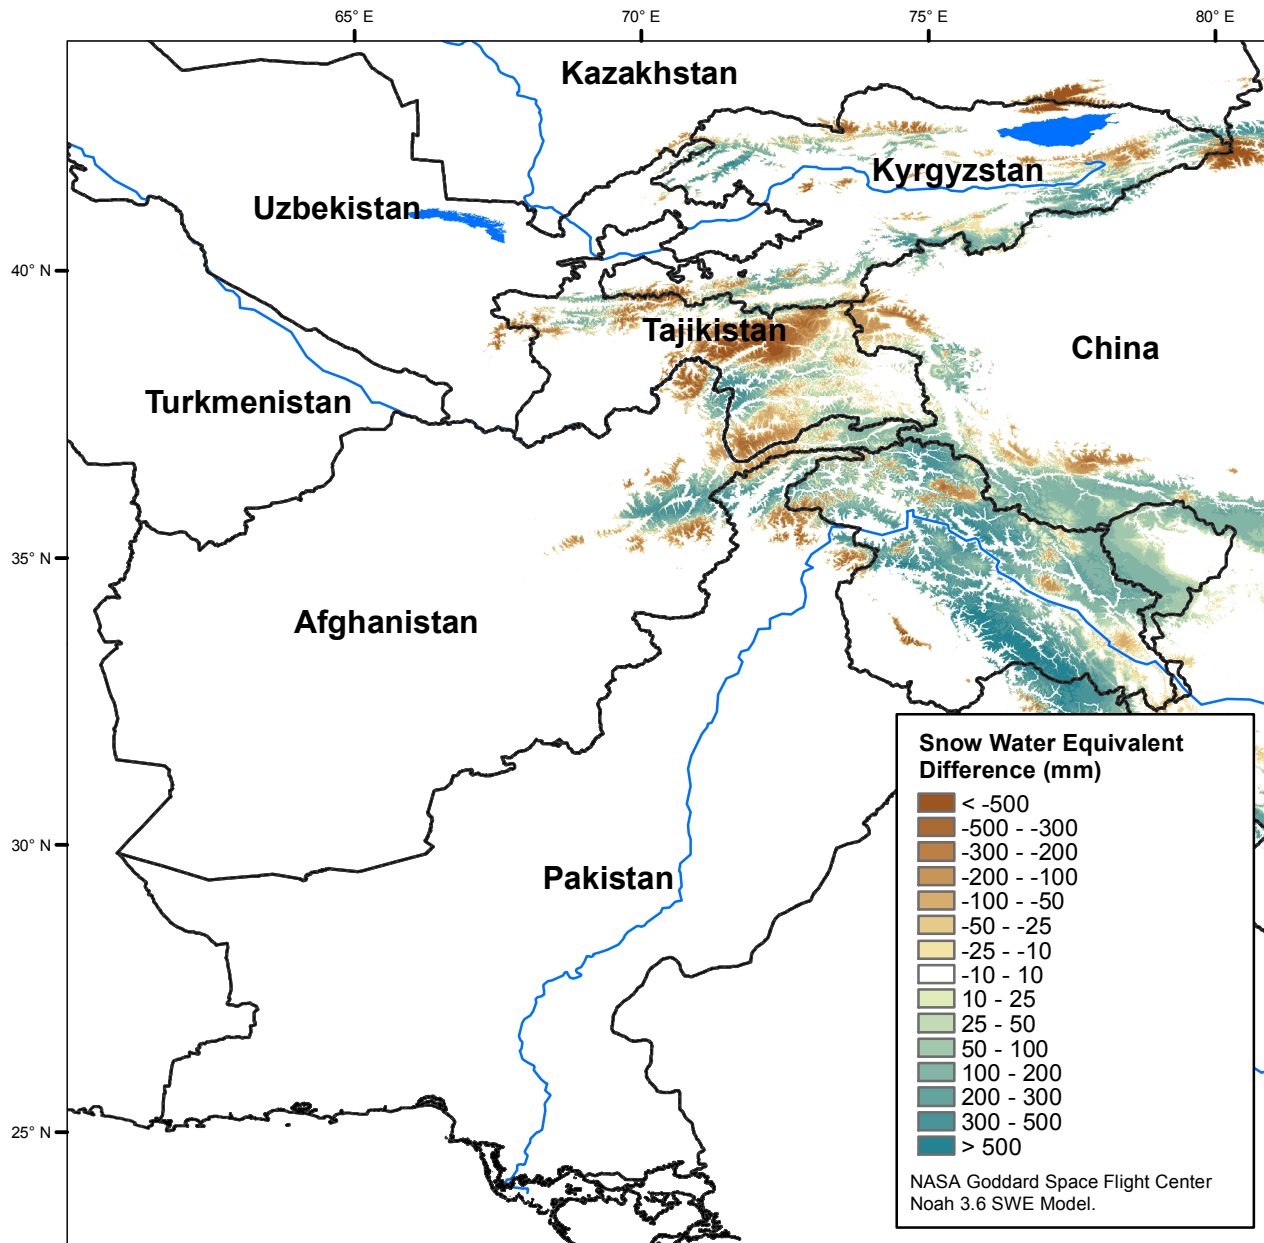 65° E
70° E
75° E
80° E
Kazakhstan
Kyrgyzstan
Uzbekistan
40° N
Tajikistan
China
Turkmenistan
35° N
Afghanistan
Snow Water Equivalent
Difference (mm)
< -500
-500 - -300
-300 - -200
-200 - -100
-100 - -50
-50 - -25
-25 - -10
-10 - 10
10 - 25
25 - 50
50 - 100
100 - 200
200 - 300
300 - 500
> 500
NASA Goddard Space Flight Center
Noah 3.6 SWE Model.
30° N
Pakistan
25° N